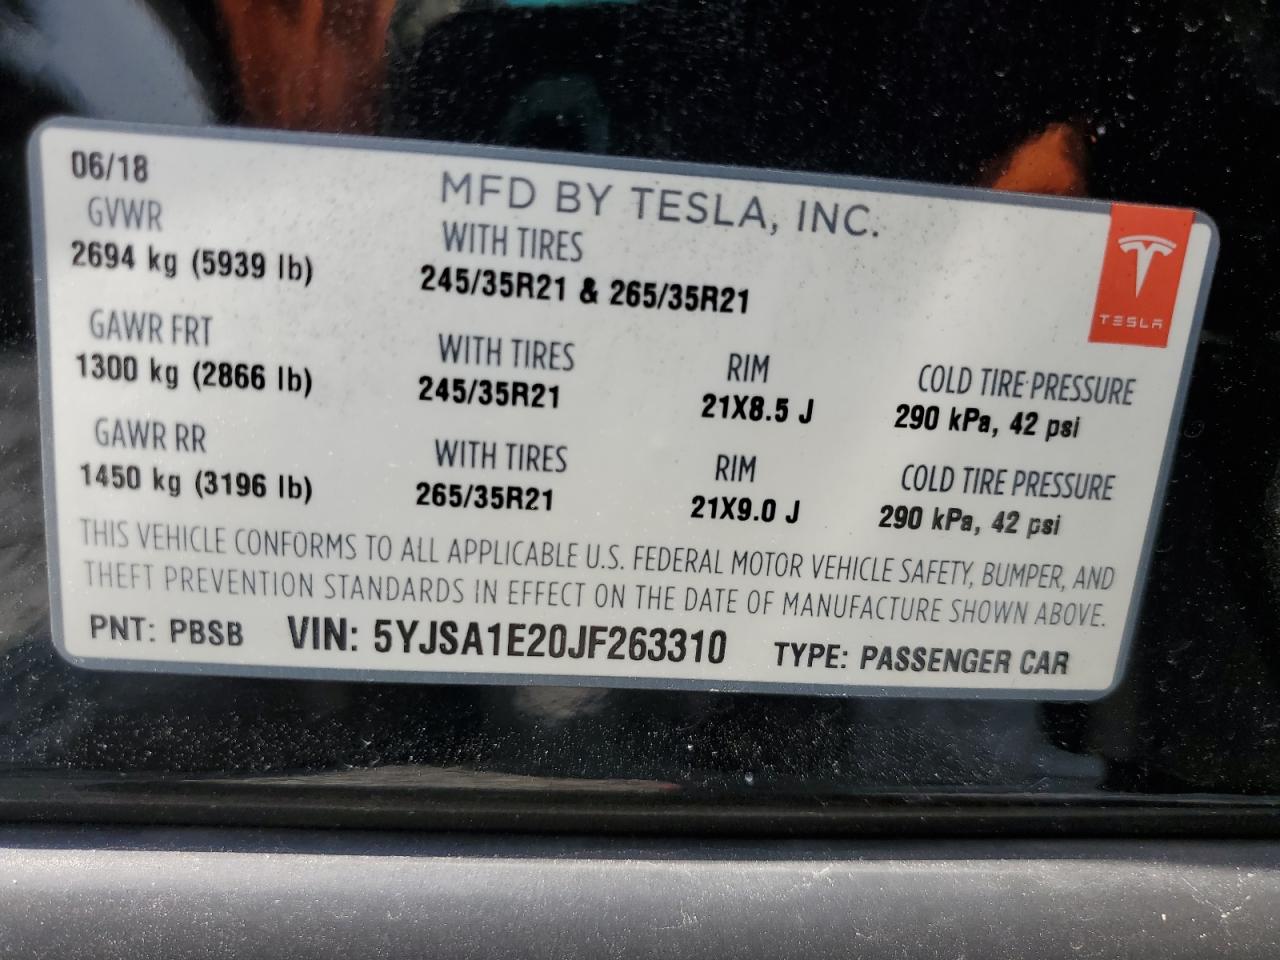 06/18
MFD BY TESLA, INC.
GVWR
WITH TIRES
2694 kg (5939 lb)
245/35R21 & 265/35R21
TESLA
GAWR FRT
WITH TIRES
RIM
COLD TIRE PRESSURE
1300 kg (2866 lb)
245/35R21
21X8.5 J
290 kPa, 42 psi
GAWR RR
WITH TIRES
RIM
COLD TIRE PRESSURE
1450 kg (3196 lb)
265/35R21
21X9.0 J
290 kPa, 42 psi
THIS VEHICLE CONFORMS TO ALL APPLICABLE U.S. FEDERAL MOTOR VEHICLE SAFETY, BUMPER, AND
THEFT PREVENTION STANDARDS IN EFFECT ON THE DATE OF MANUFACTURE SHOWN ABOVE.
PNT: PBSB VIN: 5YJSA1E20JF263310 TYPE: PASSENGER CAR